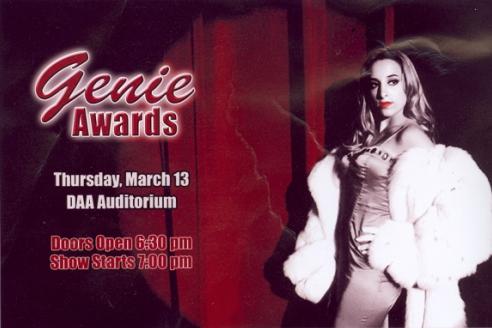 Genie
Awards
Thursday, March 13
DAA Auditorium
Doors Open 6:30 pm
Show Starts 7:00 pm